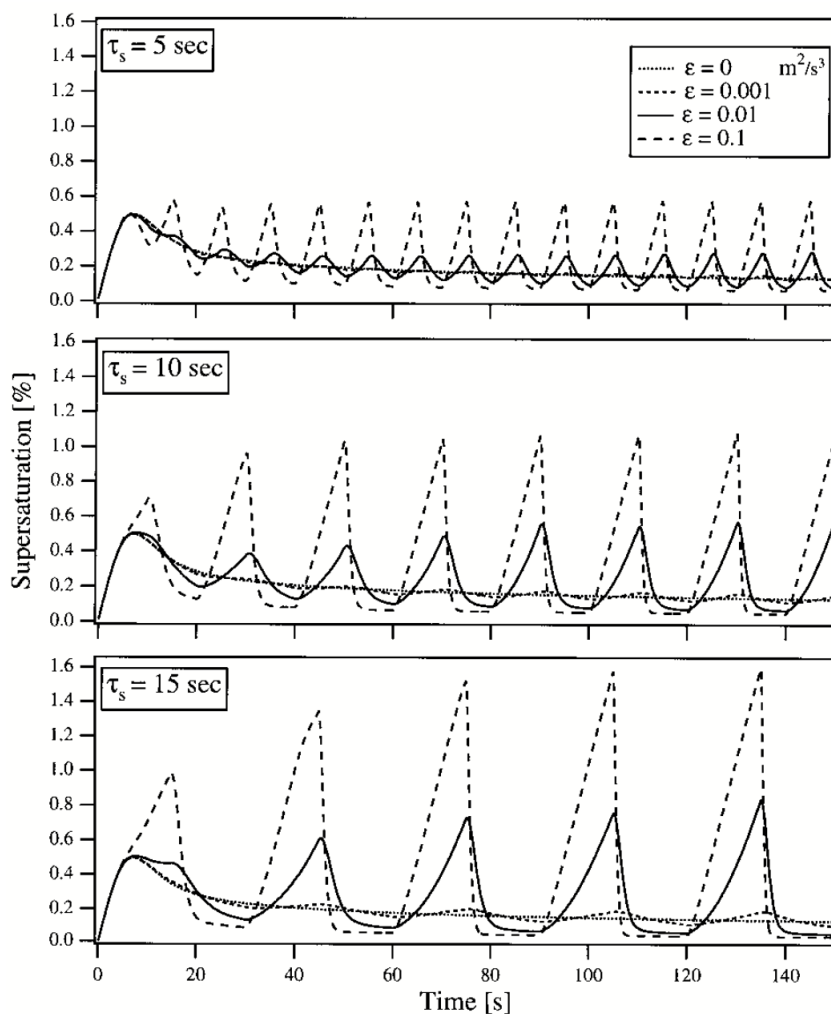 1.6
τs = 5 sec
1.4
1.2
1.0
0.8
0.6
0.4
0.2
0.0
ε = 0 m²/s³
ε = 0.001
ε = 0.01
ε = 0.1
1.6
τs = 10 sec
1.4
1.2
1.0
0.8
0.6
0.4
0.2
0.0
Supersaturation [%]
1.6
τs = 15 sec
1.4
1.2
1.0
0.8
0.6
0.4
0.2
0.0
0 20 40 60 80 100 120 140
Time [s]